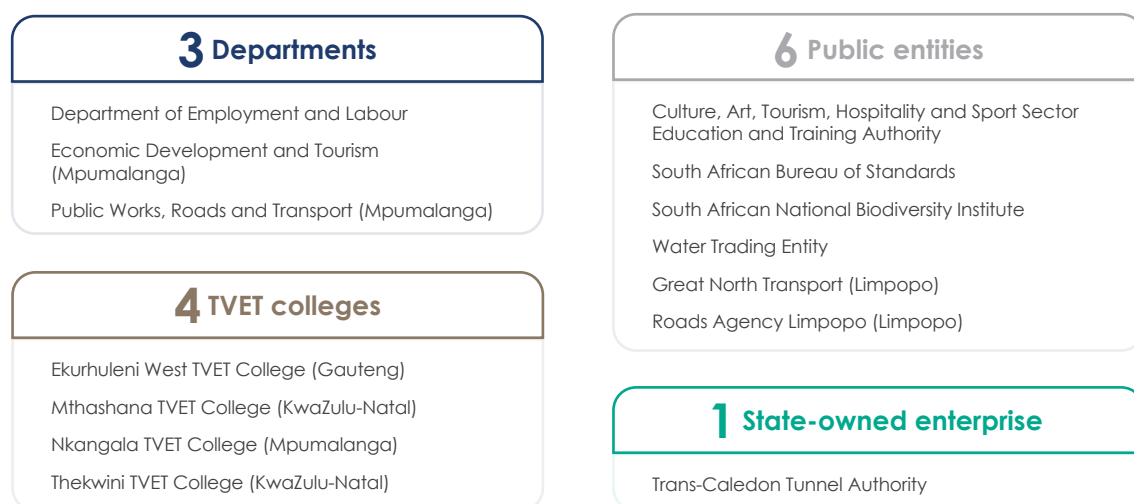 3 Departments
Department of Employment and Labour
Economic Development and Tourism
(Mpumalanga)
Public Works, Roads and Transport (Mpumalanga)
4 TVET colleges
Ekurhuleni West TVET College (Gauteng)
Mthashana TVET College (KwaZulu-Natal)
Nkangala TVET College (Mpumalanga)
Thekwini TVET College (KwaZulu-Natal)
6 Public entities
Culture, Art, Tourism, Hospitality and Sport Sector
Education and Training Authority
South African Bureau of Standards
South African National Biodiversity Institute
Water Trading Entity
Great North Transport (Limpopo)
Roads Agency Limpopo (Limpopo)
1 State-owned enterprise
Trans-Caledon Tunnel Authority